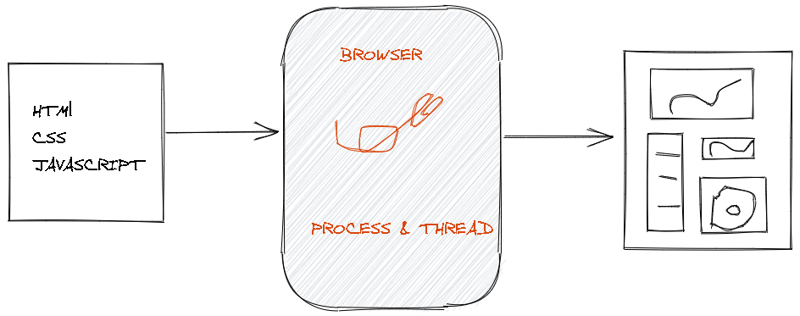 HTMl
CSS
JAVASCRIPT
BROWSER
PROCESS & THREAD